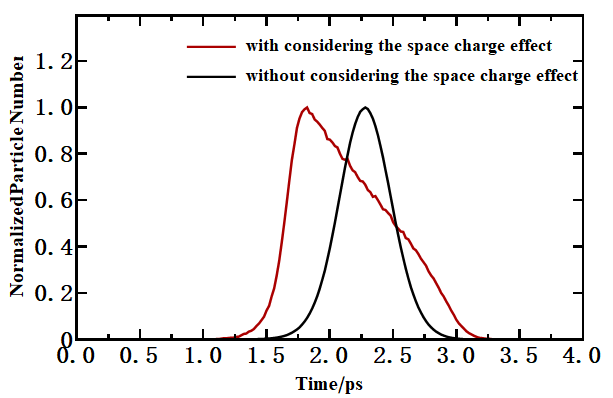 with considering the space charge effect
without considering the space charge effect
Normalized Particle Number
1.2
1.0
0.8
0.6
0.4
0.2
0
0.0 0.5 1.0 1.5 2.0 2.5 3.0 3.5 4.0
Time/ps